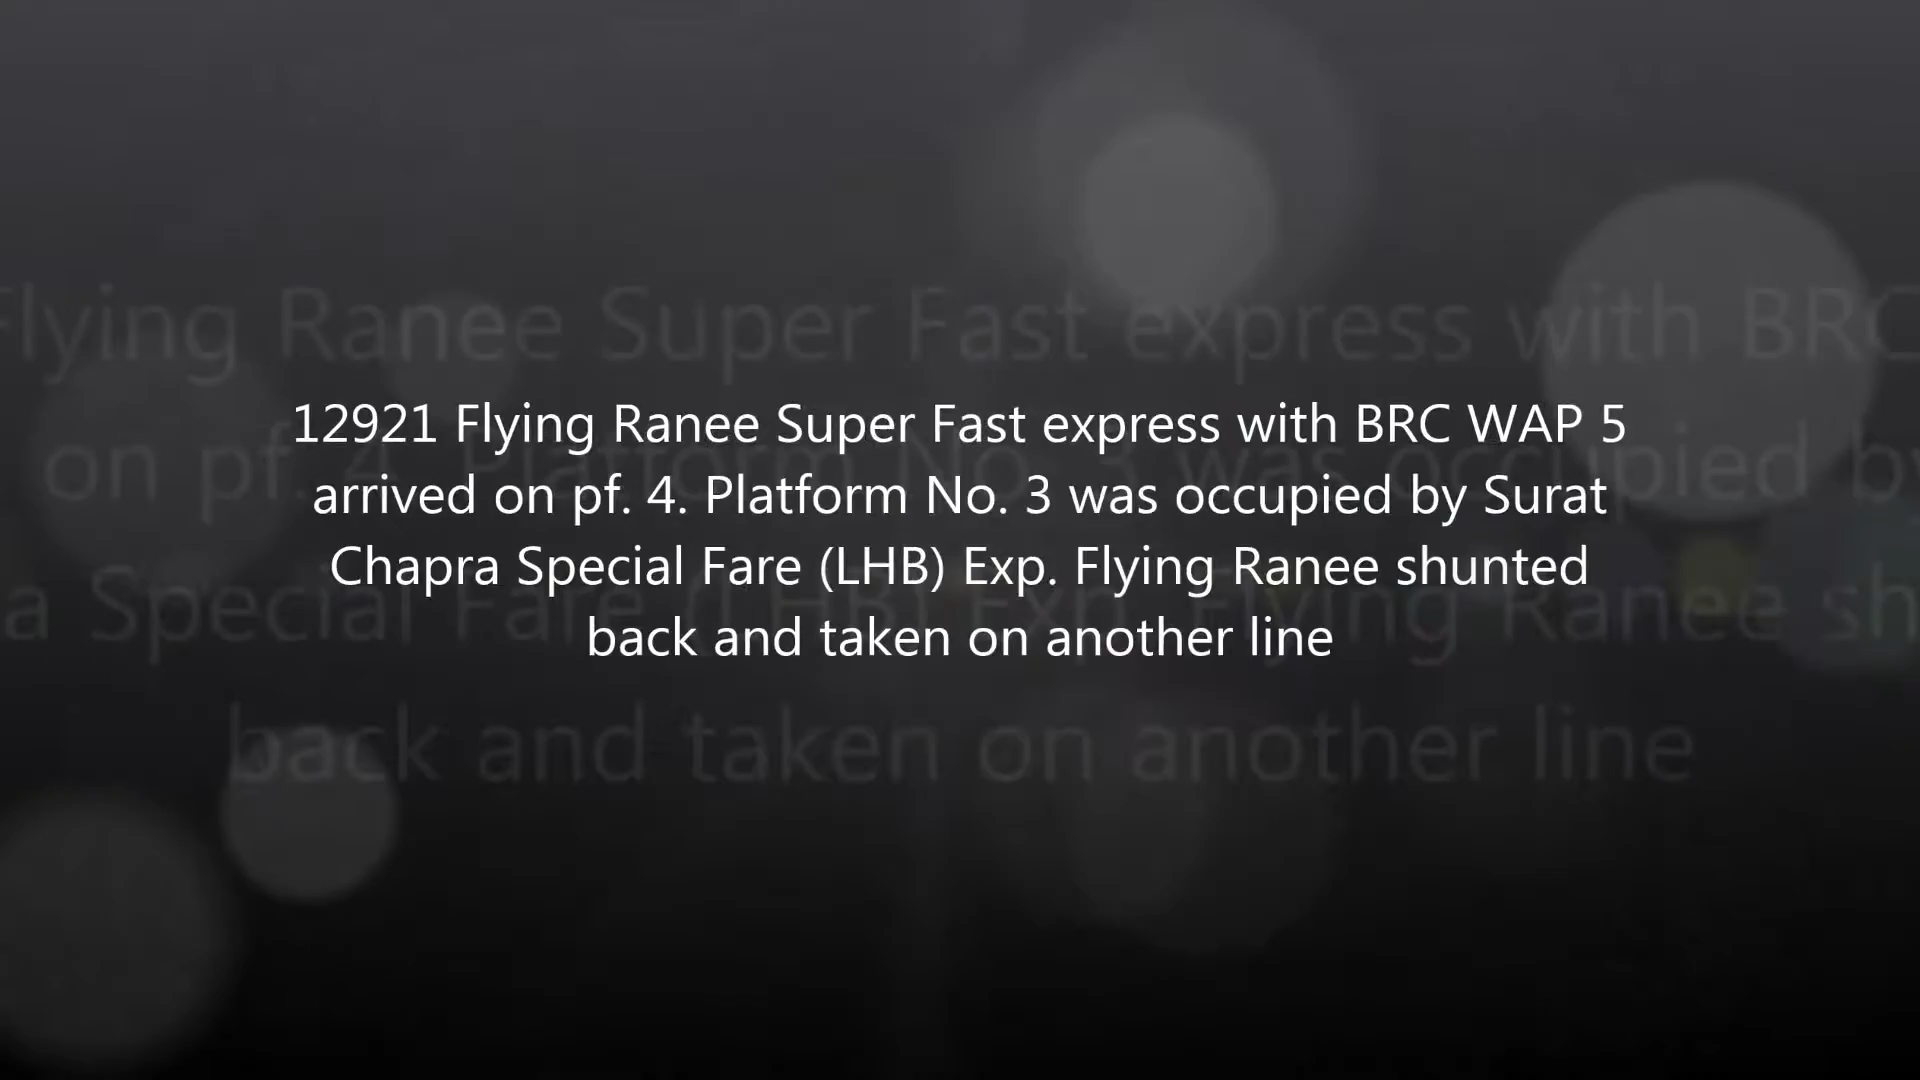 12921 Flying Ranee Super Fast express with BRC WAP 5
arrived on pf. 4. Platform No. 3 was occupied by Surat
Chapra Special Fare (LHB) Exp. Flying Ranee shunted
back and taken on another line